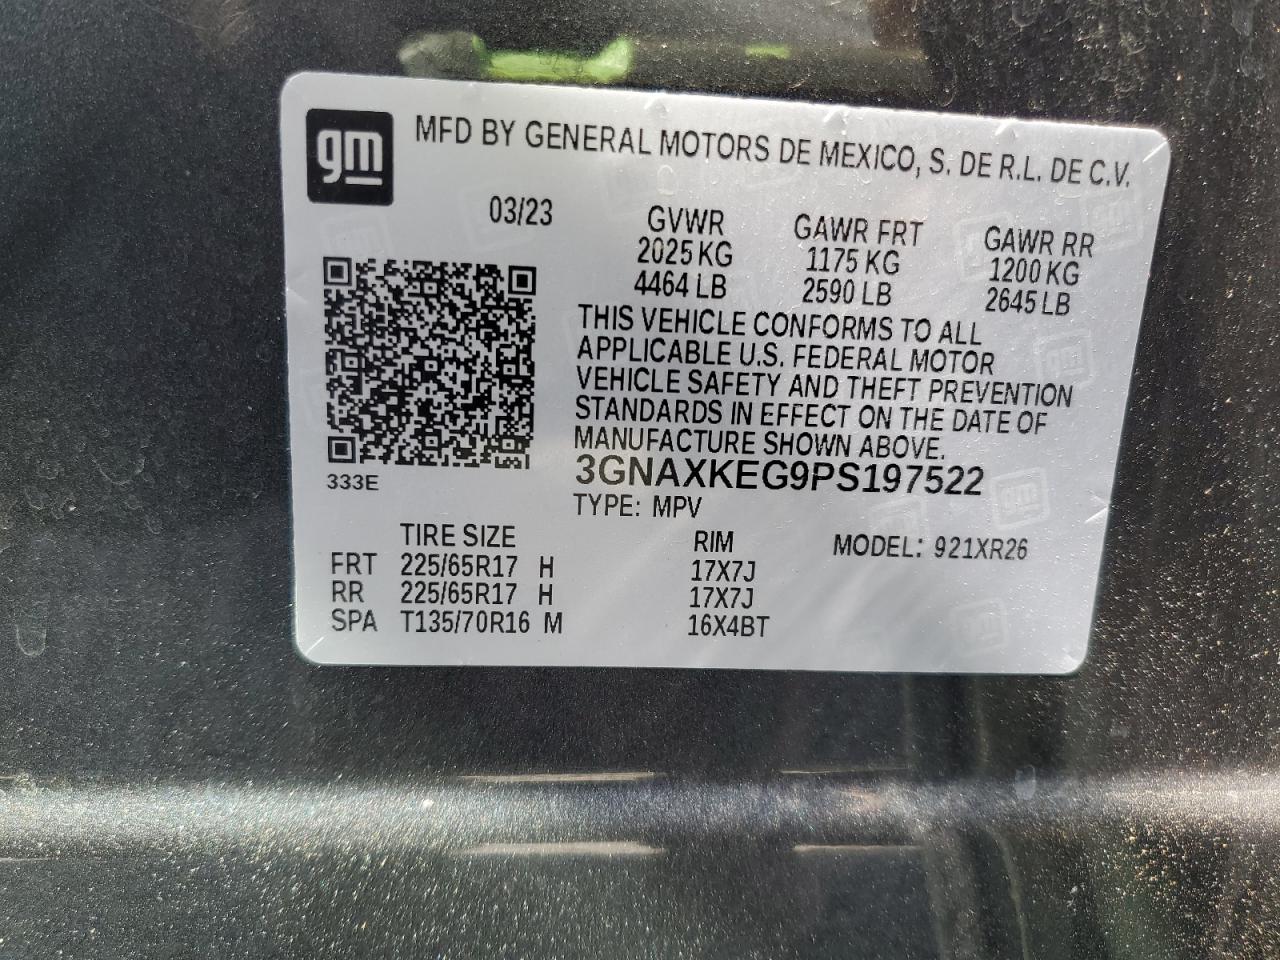 gm
MFD BY GENERAL MOTORS DE MEXICO, S. DE R.L. DE C.V.
03/23
GVWR GAWR FRT GAWR RR
2025 KG 1175 KG 1200 KG
4464 LB 2590 LB 2645 LB
THIS VEHICLE CONFORMS TO ALL
APPLICABLE U.S. FEDERAL MOTOR
VEHICLE SAFETY AND THEFT PREVENTION
STANDARDS IN EFFECT ON THE DATE OF
MANUFACTURE SHOWN ABOVE.
3GNAXKEG9PS197522
333E
TYPE: MPV
TIRE SIZE RIM MODEL: 921XR26
FRT 225/65R17 H 17X7J
RR 225/65R17 H 17X7J
SPA T135/70R16 M 16X4BT